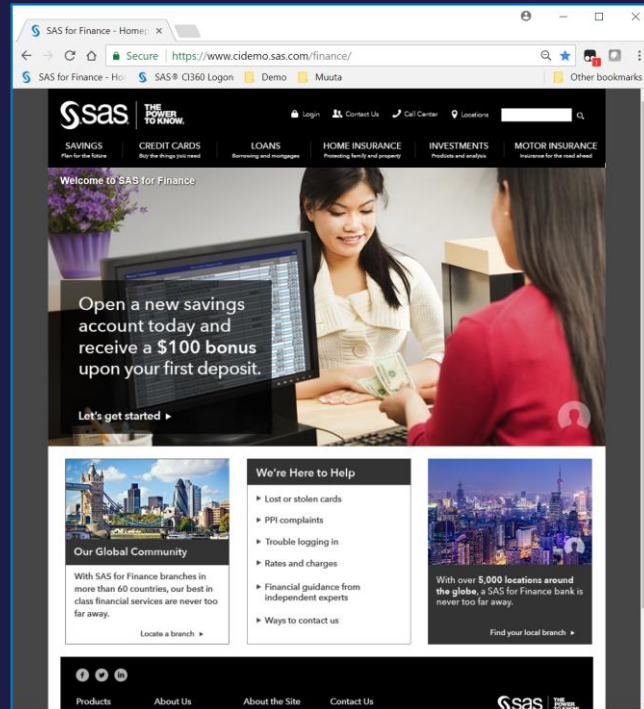 SAS for Finance - Homep
Secure | https://www.cidemo.sas.com/finance/
SAS for Finance - Ho
SAS® CI360 Logon
Demo
Muuta
Other bookmarks
sas THE POWER TO KNOW.
Login
Contact Us
Call Center
Locations
SAVINGS
Plan for the future
CREDIT CARDS
Buy the things you need
LOANS
Borrowing and mortgages
HOME INSURANCE
Protecting family and property
INVESTMENTS
Products and analysis
MOTOR INSURANCE
Insurance for the road ahead
Welcome to SAS for Finance
Open a new savings
account today and
receive a $100 bonus
upon your first deposit.
Let's get started
Our Global Community
With SAS for Finance branches in
more than 60 countries, our best in
class financial services are never too
far away.
Locate a branch
We're Here to Help
Lost or stolen cards
PPI complaints
Trouble logging in
Rates and charges
Financial guidance from
independent experts
Ways to contact us
With over 5,000 locations around
the globe, a SAS for Finance bank is
never too far away.
Find your local branch
Products
About Us
About the Site
Contact Us
sas THE POWER TO KNOW